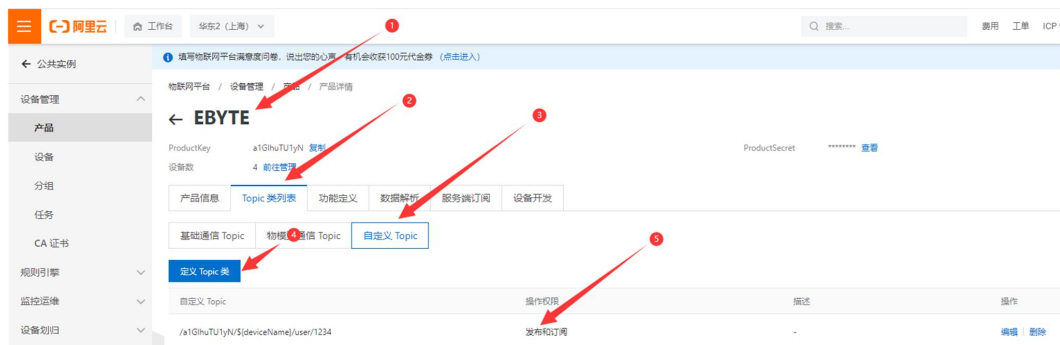 阿里云 工作台 华东2（上海） 1 搜索... 费用 工单 ICP
公共实例
填写物联网平台满意度问卷，说出您的心声，有机会获100元代金券 （点击进入）
物联网平台 / 设备管理 / 产品 / 产品详情
设备管理
产品
设备
分组
任务
CA 证书
规则引擎
监控运维
设备划归
2
3
← EBYTE
ProductKey a1GlhuTU1yN 复制 ProductSecret ******** 查看
设备数 4 前往管理
产品信息 Topic 类列表 功能定义 数据解析 服务端订阅 设备开发
基础通信 Topic 物模型通信 Topic 自定义 Topic
4
5
定义 Topic 类
自定义 Topic 操作权限 描述 操作
/a1GlhuTU1yN/${deviceName}/user/1234 发布和订阅 - 编辑 删除